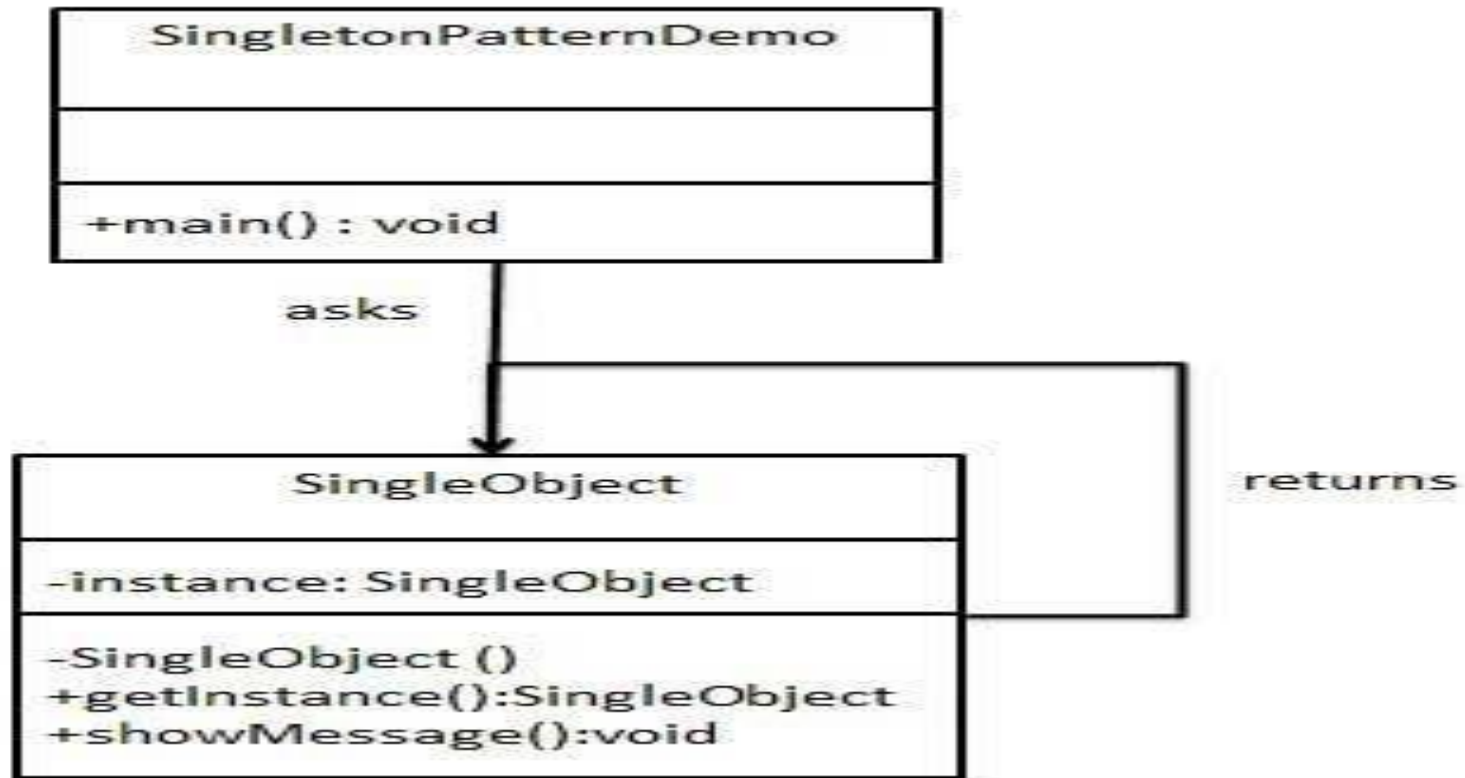 SingletonPatternDemo
+main() : void
asks
SingleObject
returns
-instance: SingleObject
-SingleObject ()
+getInstance():SingleObject
+showMessage():void